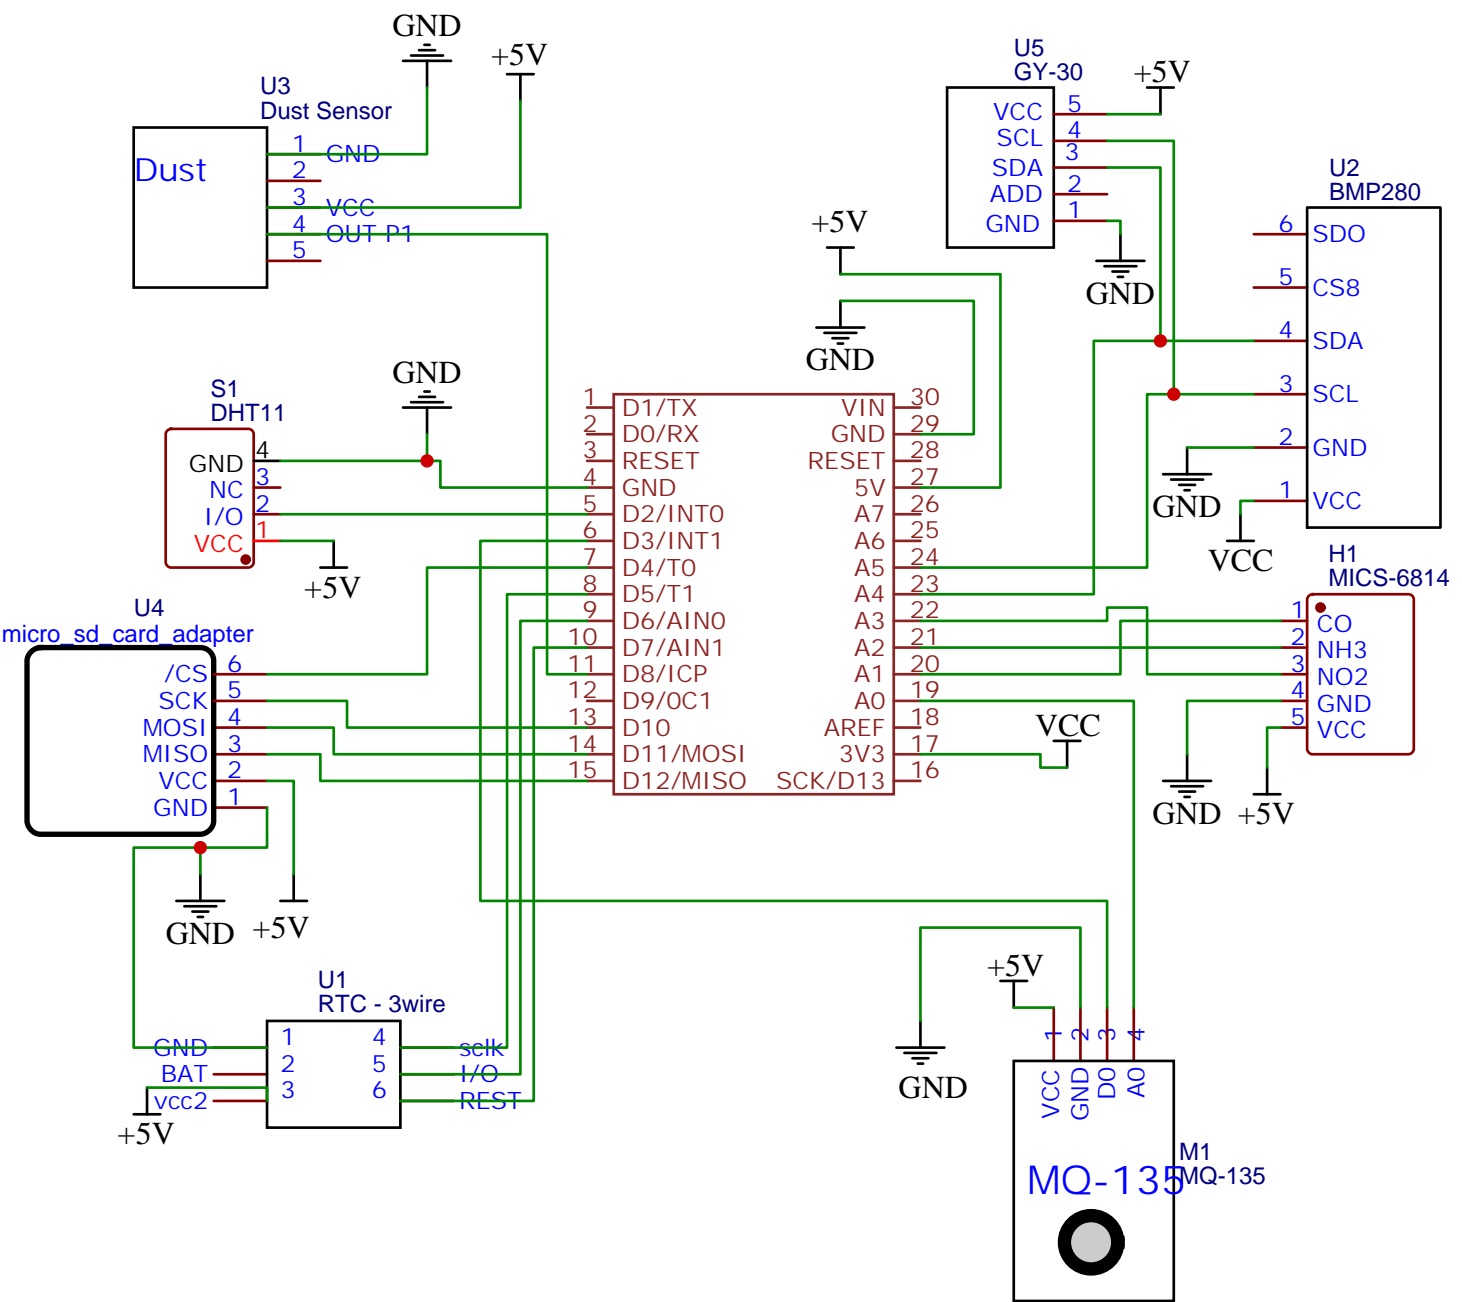 GND
+5V
U3
Dust Sensor
Dust
1 GND
2
3 VCC
4 OUT P1
5
U5
GY-30
+5V
VCC 5
SCL 4
SDA 3
ADD 2
GND 1
GND
U2
BMP280
6 SDO
5 CS8
4 SDA
3 SCL
2 GND
1 VCC
GND
VCC
+5V
GND
GND
S1
DHT11
GND 4
NC 3
I/O 2
VCC 1
+5V
1 D1/TX
2 D0/RX
3 RESET
4 GND
5 D2/INT0
6 D3/INT1
7 D4/T0
8 D5/T1
9 D6/AIN0
10 D7/AIN1
11 D8/ICP
12 D9/0C1
13 D10
14 D11/MOSI
15 D12/MISO
VIN 30
GND 29
RESET 28
5V 27
A7 26
A6 25
A5 24
A4 23
A3 22
A2 21
A1 20
A0 19
AREF 18
3V3 17
SCK/D13 16
VCC
H1
MICS-6814
1 CO
2 NH3
3 NO2
4 GND
5 VCC
GND
+5V
U4
micro_sd_card_adapter
/CS 6
SCK 5
MOSI 4
MISO 3
VCC 2
GND 1
GND
+5V
U1
RTC - 3wire
GND 1
BAT 2
vcc2 3
4 sclk
5 I/O
6 REST
+5V
+5V
GND
1 VCC
2 GND
3 D0
4 A0
MQ-135
M1
MQ-135